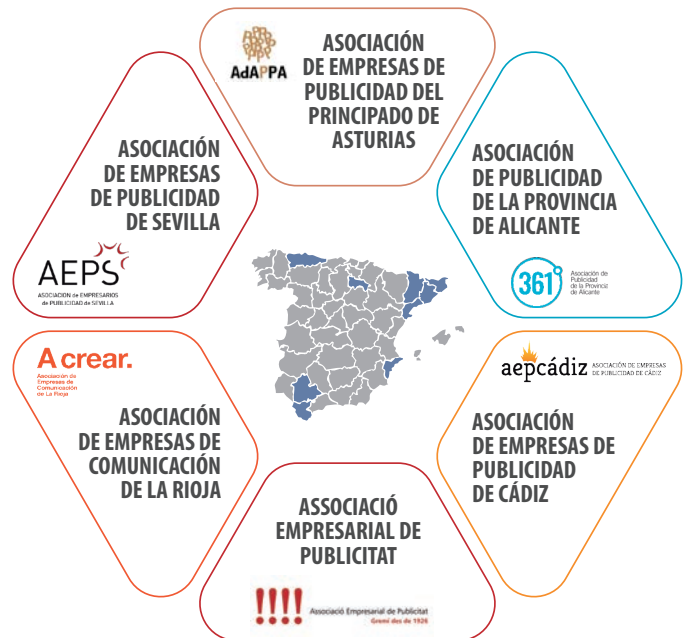 AdAPPA
ASOCIACIÓN
DE EMPRESAS DE
PUBLICIDAD DEL
PRINCIPADO DE
ASTURIAS
ASOCIACIÓN
DE EMPRESAS
DE PUBLICIDAD
DE SEVILLA
AEPS
ASOCIACIÓN de EMPRESARIOS
de PUBLICIDAD de SEVILLA
ASOCIACIÓN
DE PUBLICIDAD
DE LA PROVINCIA
DE ALICANTE
361°
Asociación de
Publicidad
de la Provincia
de Alicante
A crear.
Asociación de
Empresas de
Comunicación
de La Rioja
ASOCIACIÓN
DE EMPRESAS DE
COMUNICACIÓN
DE LA RIOJA
aepcádiz
ASOCIACIÓN DE EMPRESAS
DE PUBLICIDAD DE CÁDIZ
ASOCIACIÓN
DE EMPRESAS DE
PUBLICIDAD
DE CÁDIZ
ASSOCIACIÓ
EMPRESARIAL DE
PUBLICITAT
!!!!
Associació Empresarial de Publicitat
Gremi des de 1926